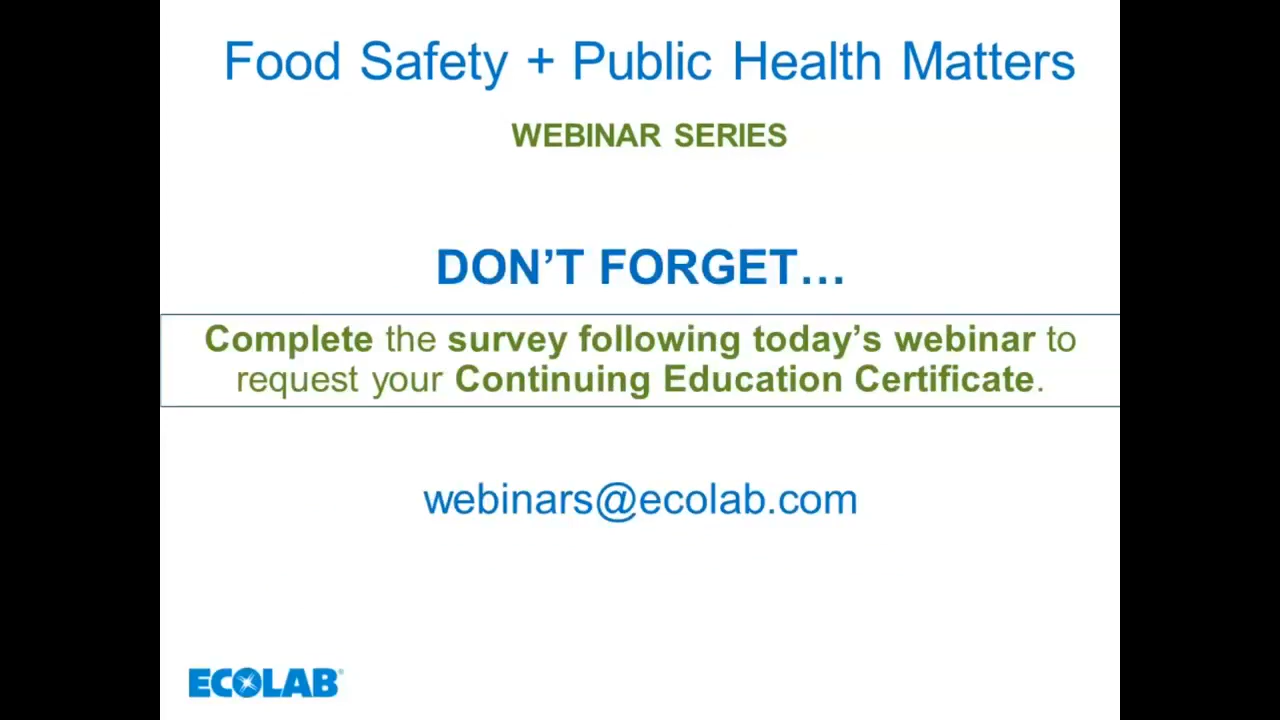 Food Safety + Public Health Matters
WEBINAR SERIES
DON’T FORGET…
Complete the survey following today’s webinar to
request your Continuing Education Certificate.
webinars@ecolab.com
ECOLAB®